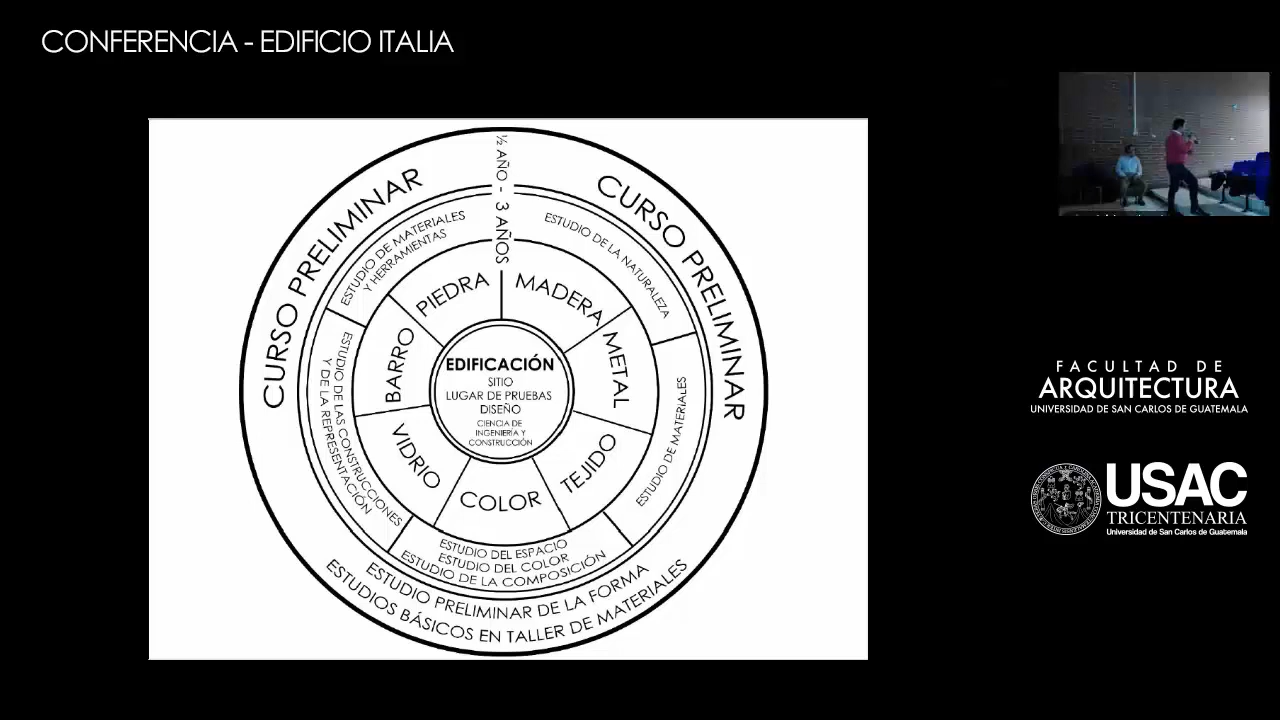 CONFERENCIA - EDIFICIO ITALIA
½ AÑO - 3 AÑOS
CURSO PRELIMINAR
CURSO PRELIMINAR
ESTUDIO DE MATERIALES
Y HERRAMIENTAS
ESTUDIO DE LA NATURALEZA
PIEDRA
MADERA
BARRO
METAL
EDIFICACIÓN
SITIO
LUGAR DE PRUEBAS
DISEÑO
CIENCIA DE
INGENIERÍA Y
CONSTRUCCIÓN
ESTUDIO DE LAS CONSTRUCCIONES
Y DE LA REPRESENTACIÓN
ESTUDIO DE MATERIALES
VIDRIO
COLOR
TEJIDO
ESTUDIO DEL ESPACIO
ESTUDIO DEL COLOR
ESTUDIO DE LA COMPOSICIÓN
ESTUDIO PRELIMINAR DE LA FORMA
ESTUDIOS BÁSICOS EN TALLER DE MATERIALES
FACULTAD DE
ARQUITECTURA
UNIVERSIDAD DE SAN CARLOS DE GUATEMALA
USAC
TRICENTENARIA
Universidad de San Carlos de Guatemala